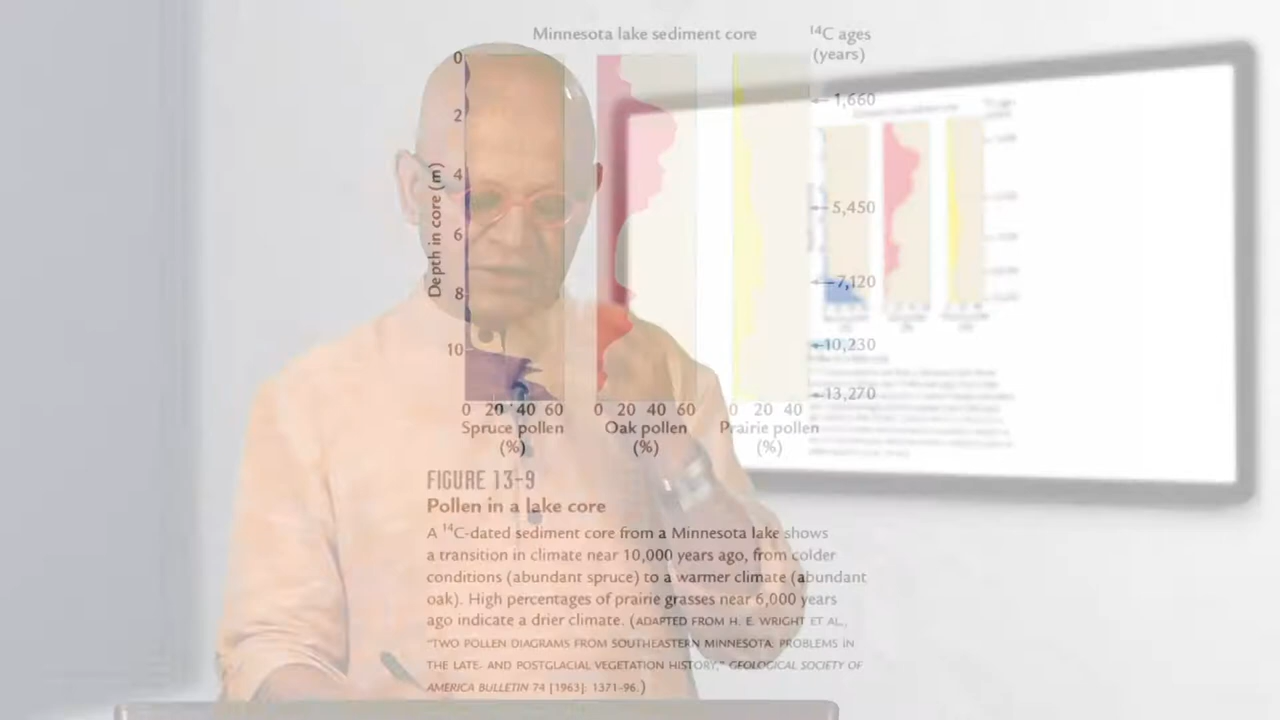 Minnesota lake sediment core
¹⁴C ages
(years)
0
2
4
6
8
10
Depth in core (m)
1,660
5,450
7,120
10,230
13,270
0 20 40 60
0 20 40 60
0 20 40
Spruce pollen
(%)
Oak pollen
(%)
Prairie pollen
(%)
FIGURE 13–9
Pollen in a lake core
A ¹⁴C-dated sediment core from a Minnesota lake shows
a transition in climate near 10,000 years ago, from colder
conditions (abundant spruce) to a warmer climate (abundant
oak). High percentages of prairie grasses near 6,000 years
ago indicate a drier climate. (ADAPTED FROM H. E. WRIGHT ET AL.,
"TWO POLLEN DIAGRAMS FROM SOUTHEASTERN MINNESOTA: PROBLEMS IN
THE LATE- AND POSTGLACIAL VEGETATION HISTORY," GEOLOGICAL SOCIETY OF
AMERICA BULLETIN 74 [1963]: 1371–96.)